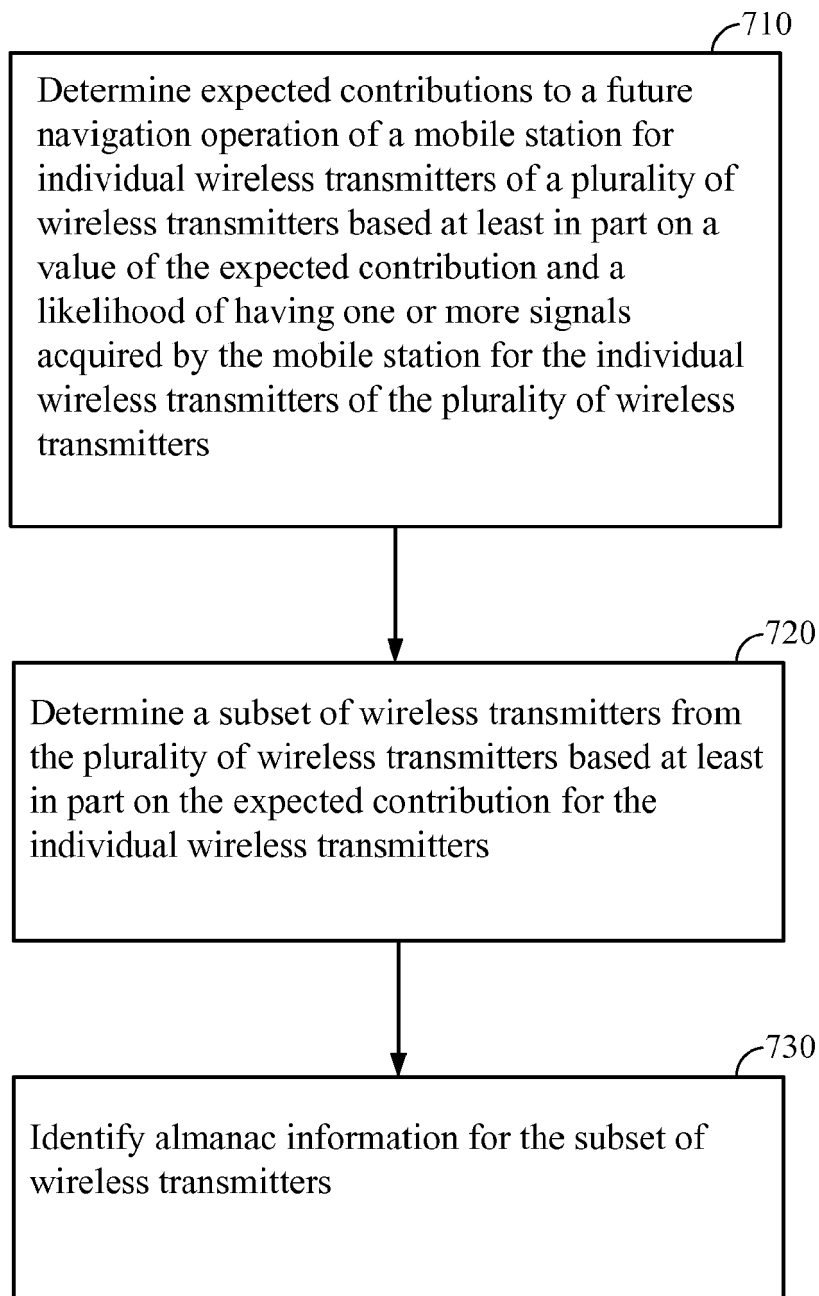 710
Determine expected contributions to a future
navigation operation of a mobile station for
individual wireless transmitters of a plurality of
wireless transmitters based at least in part on a
value of the expected contribution and a
likelihood of having one or more signals
acquired by the mobile station for the individual
wireless transmitters of the plurality of wireless
transmitters
720
Determine a subset of wireless transmitters from
the plurality of wireless transmitters based at least
in part on the expected contribution for the
individual wireless transmitters
730
Identify almanac information for the subset of
wireless transmitters